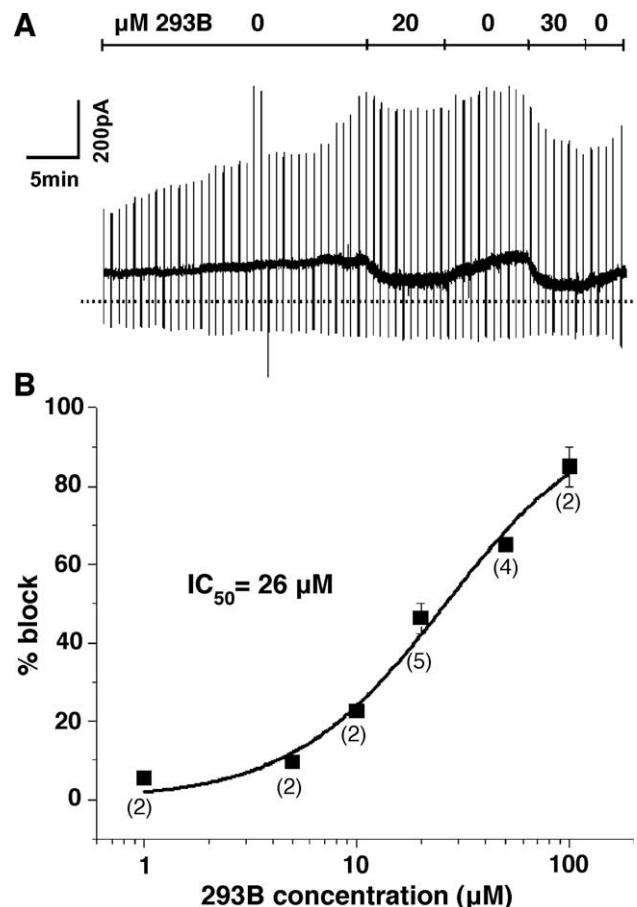 A
µM 293B 0 20 0 30 0
200pA
5min
B
100
80
60
40
20
0
% block
IC50= 26 µM
(2)
(4)
(5)
(2)
(2)
(2)
1 10 100
293B concentration (µM)